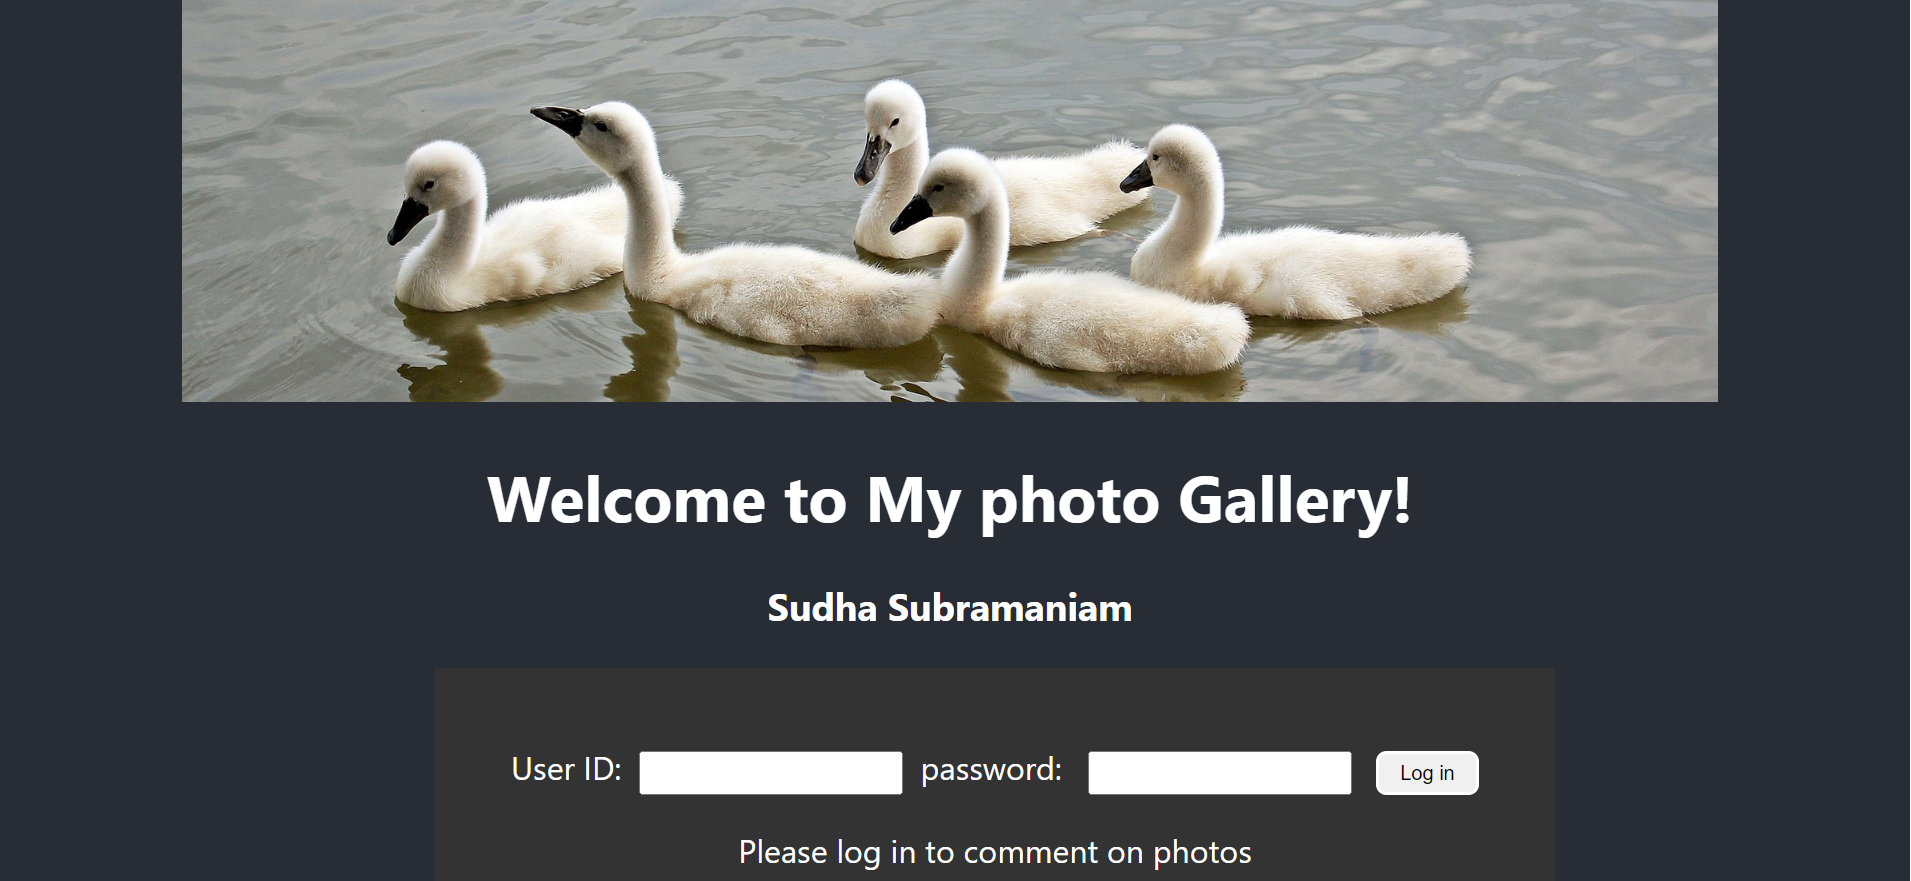 Welcome to My photo Gallery!
Sudha Subramaniam
User ID: password: Log in
Please log in to comment on photos